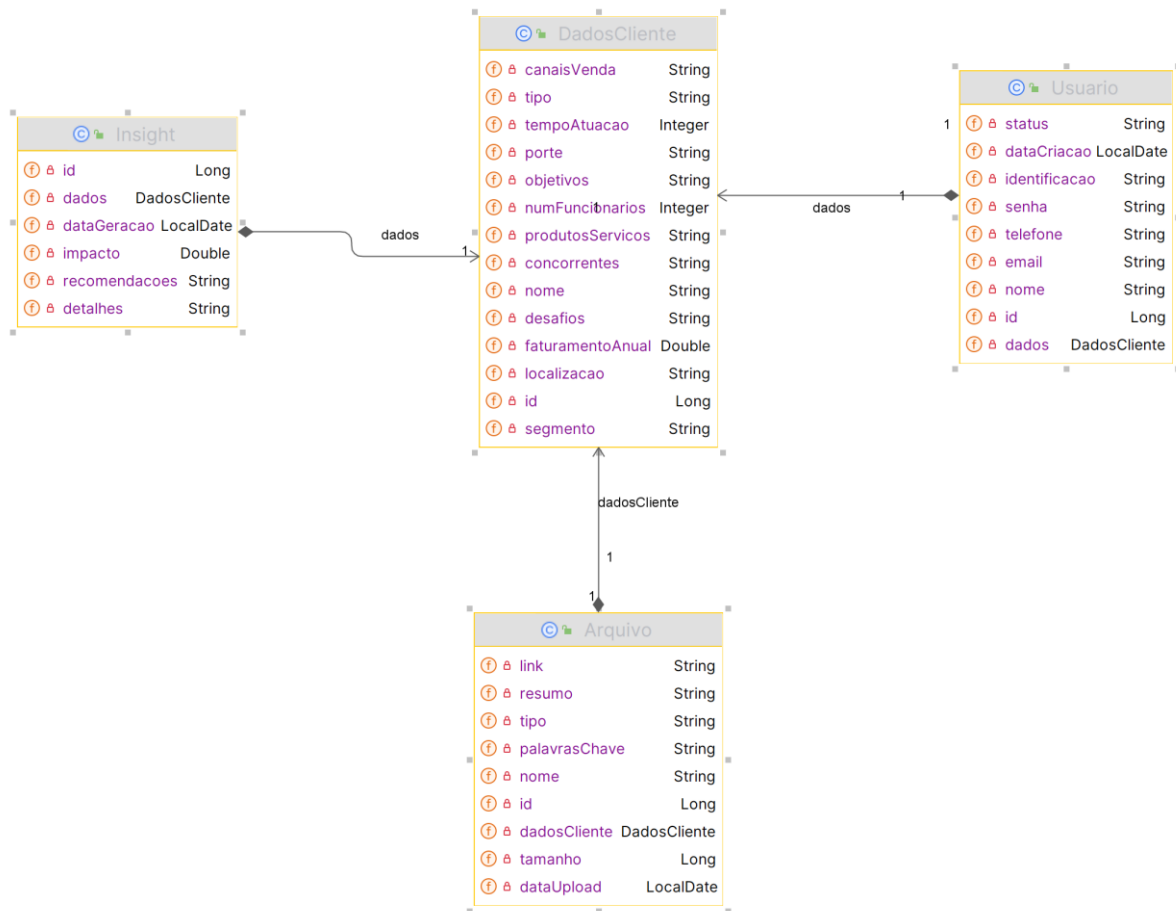 DadosCliente
canaisVenda String
tipo String
tempoAtuacao Integer
porte String
objetivos String
numFuncionarios Integer
produtosServicos String
concorrentes String
nome String
desafios String
faturamentoAnual Double
localizacao String
id Long
segmento String
Insight
id Long
dados DadosCliente
dataGeracao LocalDate
impacto Double
recomendacoes String
detalhes String
dados
1
1
Usuario
status String
dataCriacao LocalDate
identificacao String
senha String
telefone String
email String
nome String
id Long
dados DadosCliente
1
1
dados
dadosCliente
1
1
Arquivo
link String
resumo String
tipo String
palavrasChave String
nome String
id Long
dadosCliente DadosCliente
tamanho Long
dataUpload LocalDate